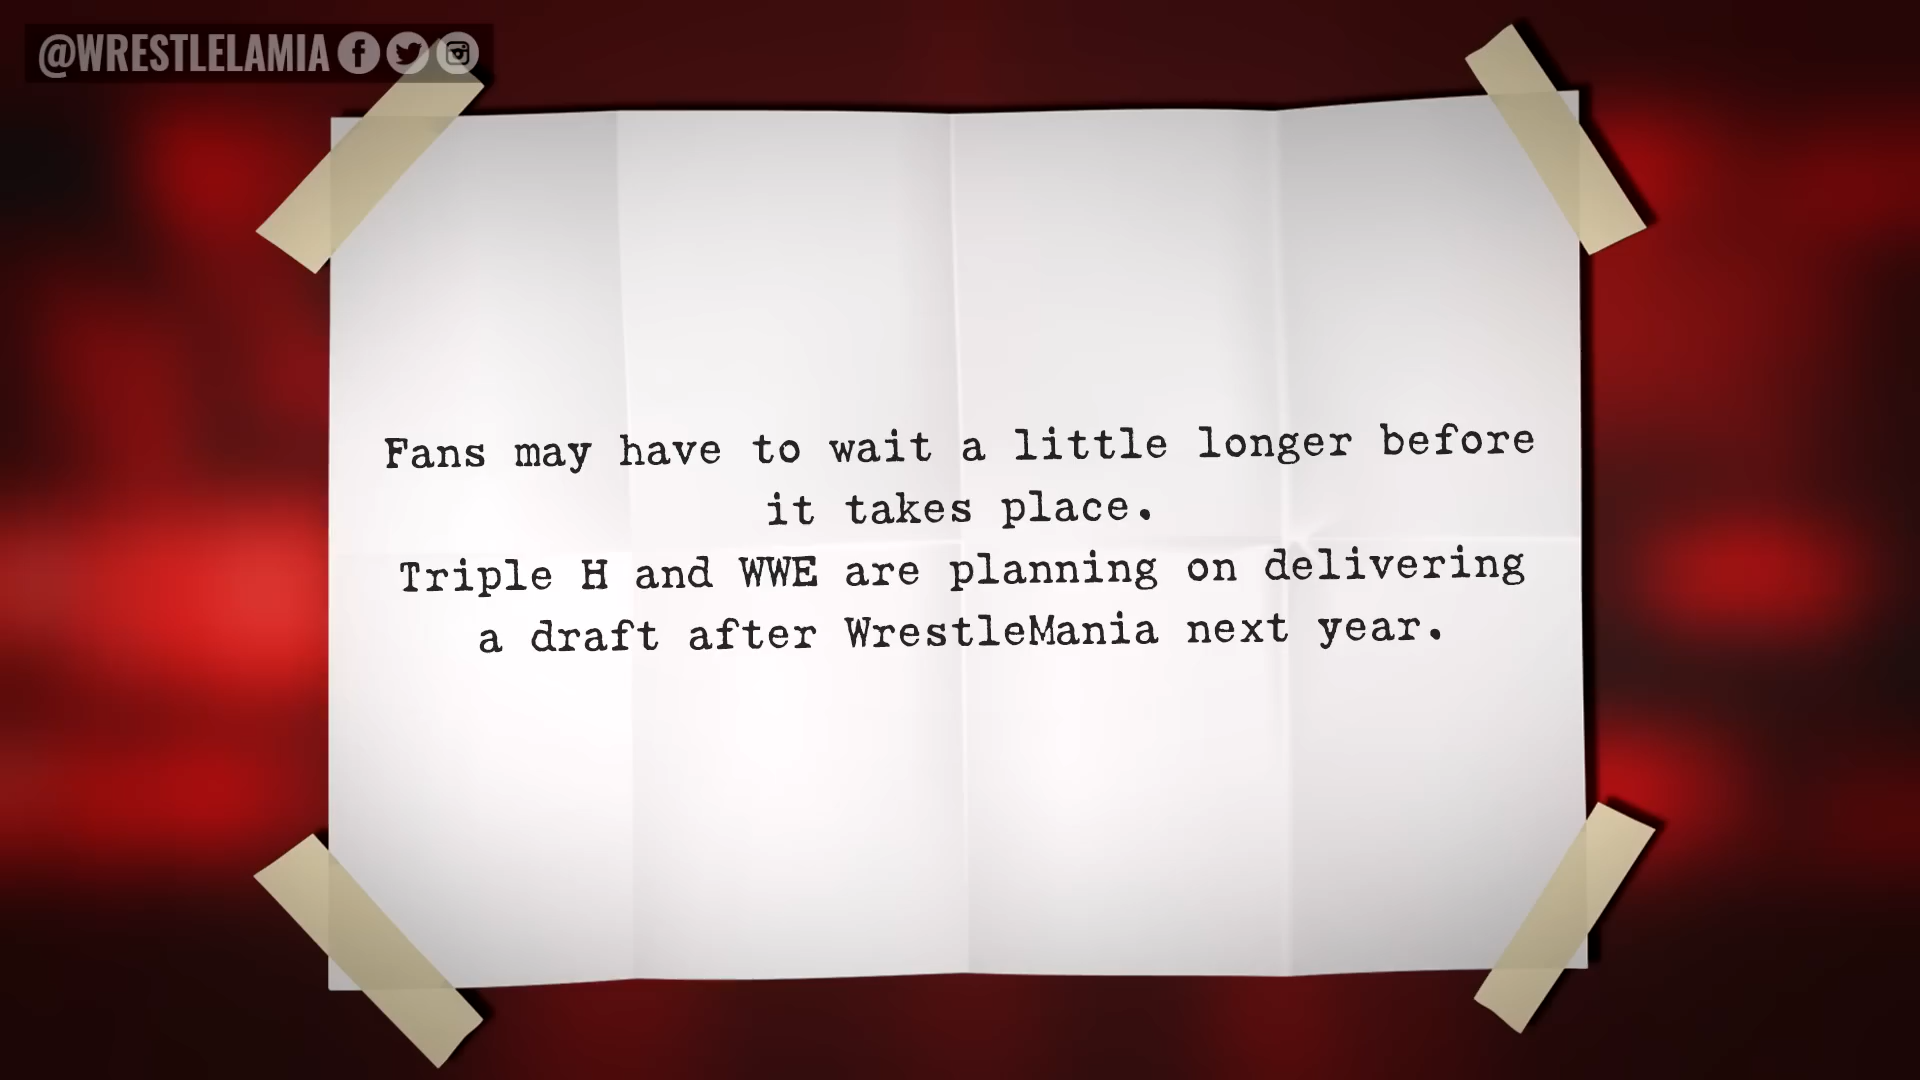 @WRESTLELAMIA
Fans may have to wait a little longer before
it takes place.
Triple H and WWE are planning on delivering
a draft after WrestleMania next year.